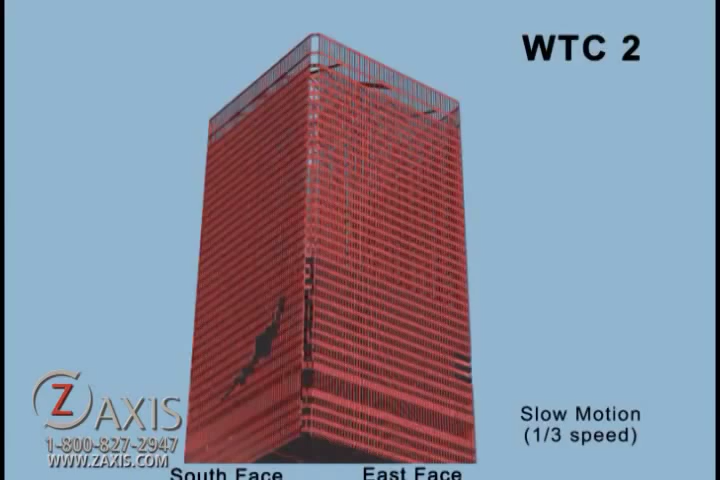 WTC 2
Slow Motion
(1/3 speed)
ZAXIS
1-800-827-2947
WWW.ZAXIS.COM
South Face
East Face